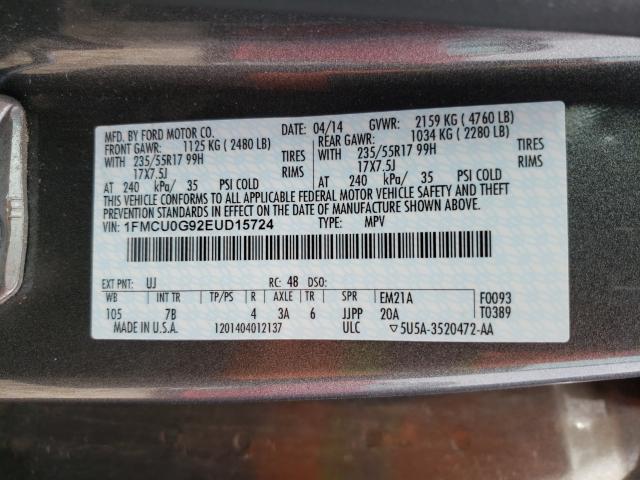 MFD. BY FORD MOTOR CO. DATE: 04/14 GVWR: 2159 KG ( 4760 LB)
FRONT GAWR: 1125 KG ( 2480 LB) REAR GAWR: 1034 KG ( 2280 LB)
WITH 235/55R17 99H TIRES WITH 235/55R17 99H TIRES
17X7.5J RIMS 17X7.5J RIMS
AT 240 kPa/ 35 PSI COLD AT 240 kPa/ 35 PSI COLD
THIS VEHICLE CONFORMS TO ALL APPLICABLE FEDERAL MOTOR VEHICLE SAFETY AND THEFT
PREVENTION STANDARDS IN EFFECT ON THE DATE OF MANUFACTURE SHOWN ABOVE.
VIN: 1FMCU0G92EUD15724 TYPE: MPV
EXT PNT: UJ RC: 48 DSO:
WB INT TR TP/PS R AXLE TR SPR EM21A F0093
105 7B 4 3A 6 JJPP 20A T0389
MADE IN U.S.A. 1201404012137 ULC ▽5U5A-3520472-AA